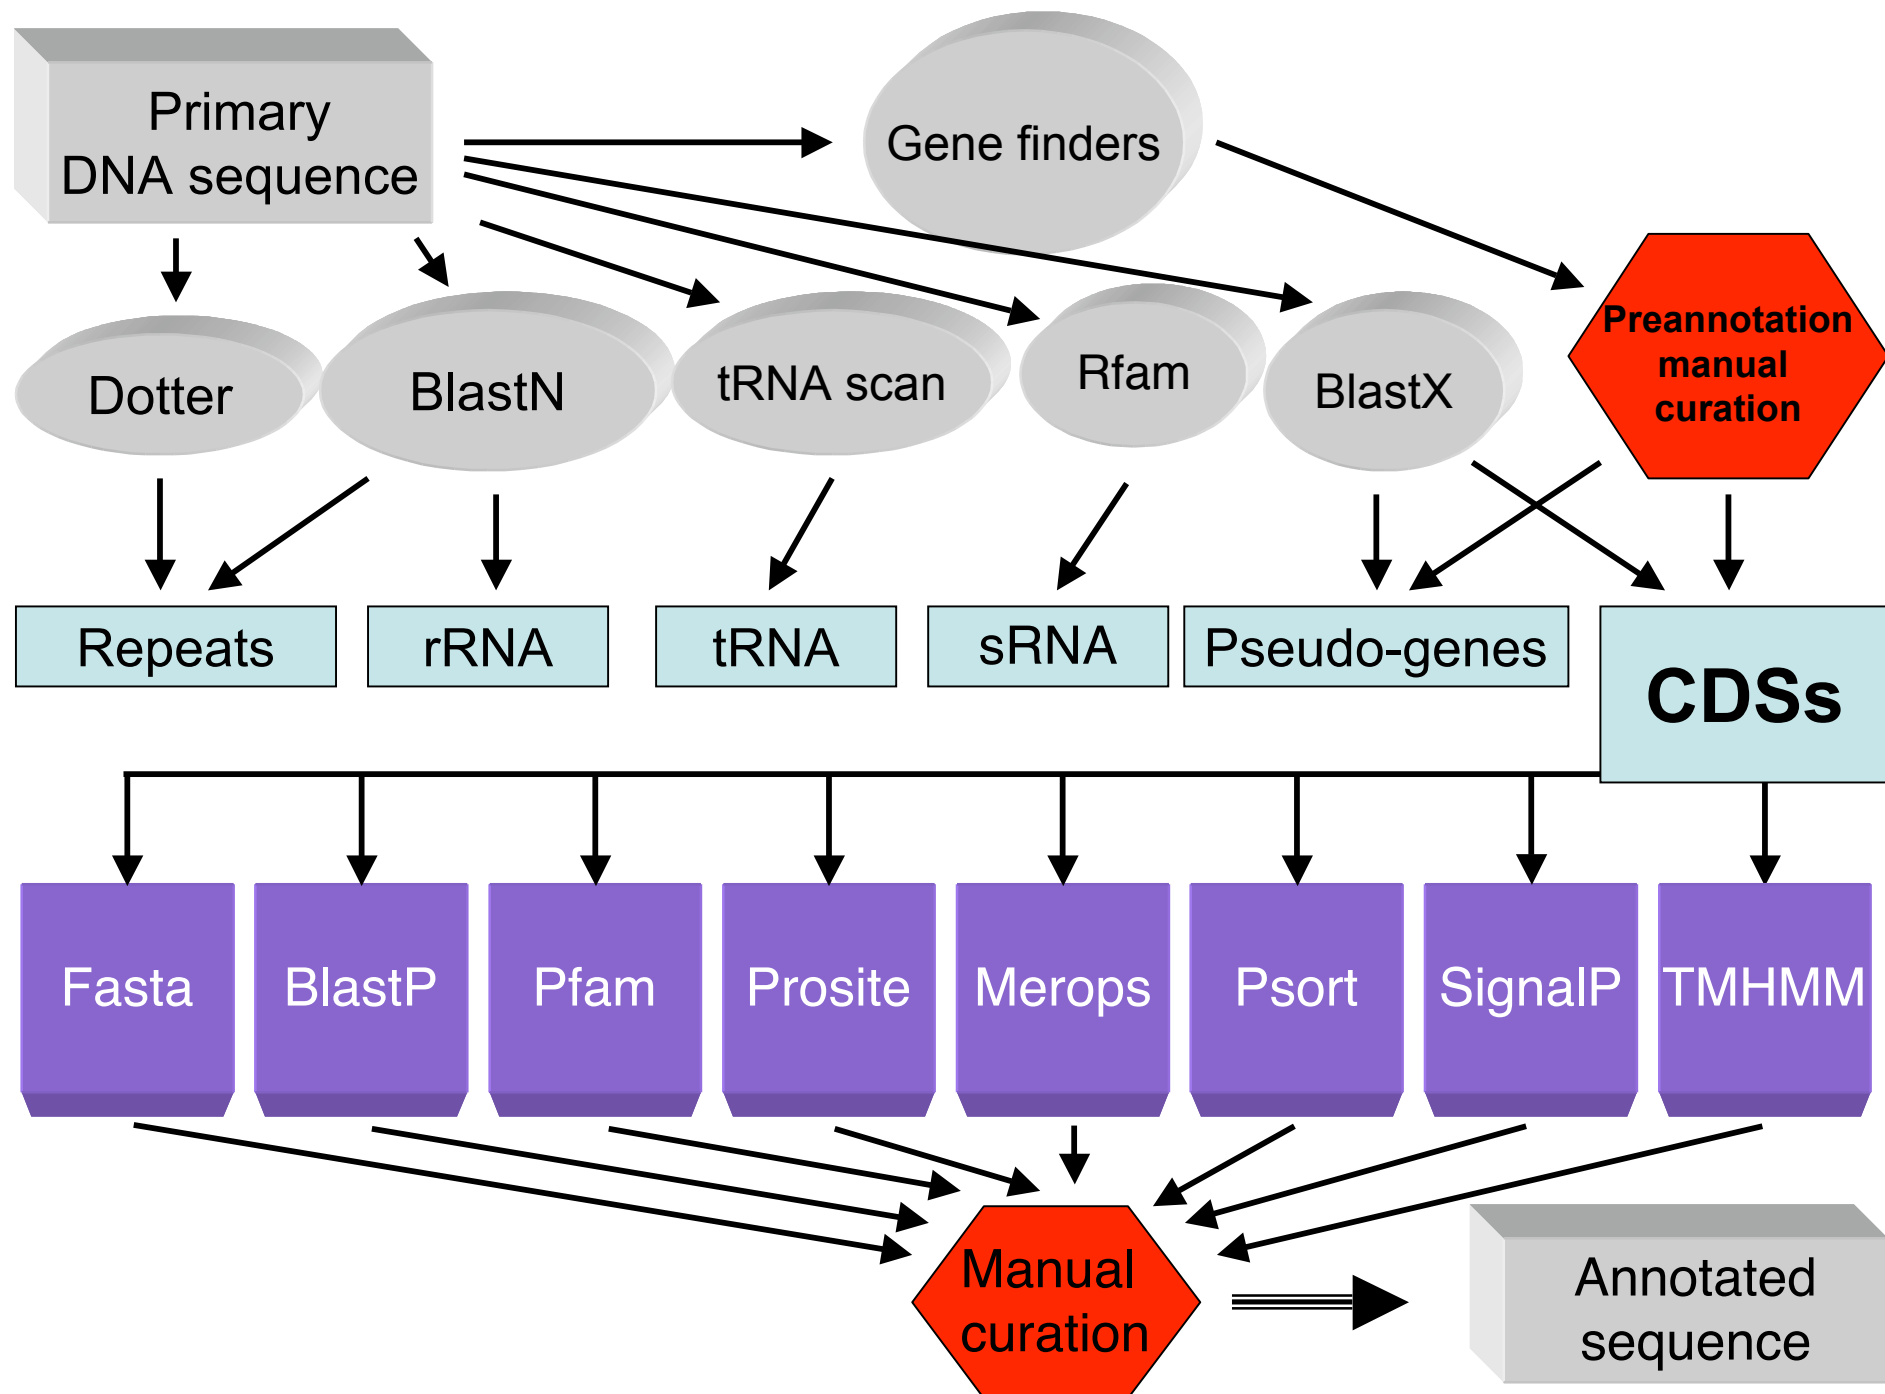 Primary
DNA sequence
Gene finders
Preannotation
manual
curation
Dotter
BlastN
tRNA scan
Rfam
BlastX
Repeats
rRNA
tRNA
sRNA
Pseudo-genes
CDSs
Fasta
BlastP
Pfam
Prosite
Merops
Psort
SignalP
TMHMM
Manual
curation
Annotated
sequence